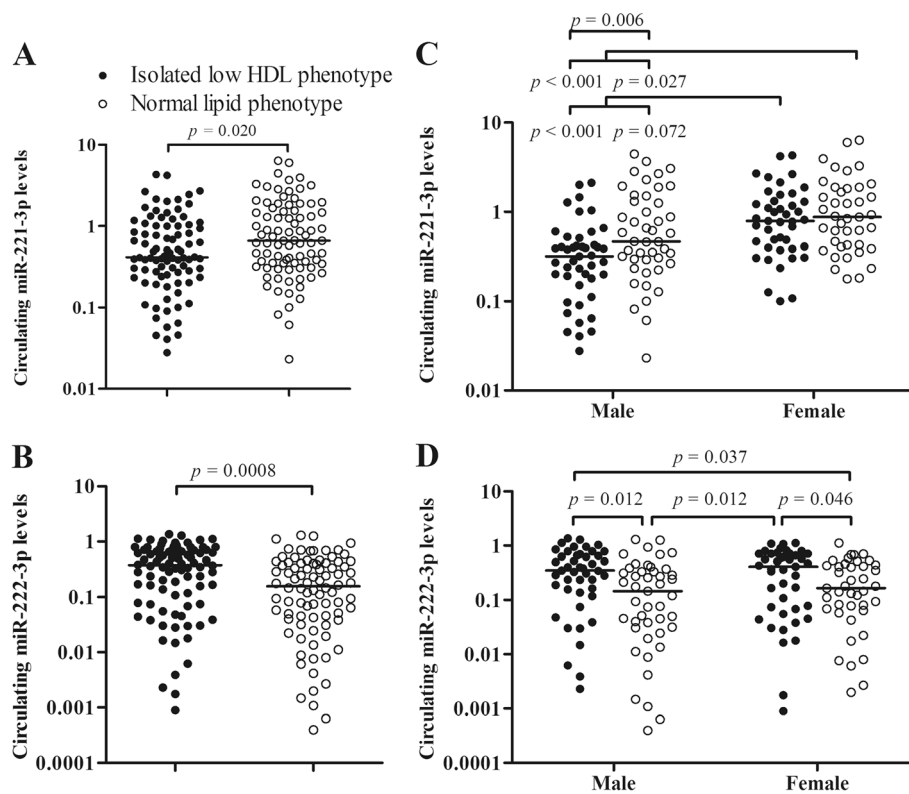 A
Isolated low HDL phenotype
Normal lipid phenotype
p = 0.020
Circulating miR-221-3p levels
10
1
0.1
0.01
C
p = 0.006
p < 0.001 p = 0.027
p < 0.001 p = 0.072
Circulating miR-221-3p levels
10
1
0.1
0.01
Male Female
B
p = 0.0008
Circulating miR-222-3p levels
10
1
0.1
0.01
0.001
0.0001
D
p = 0.037
p = 0.012 p = 0.012 p = 0.046
Circulating miR-222-3p levels
10
1
0.1
0.01
0.001
0.0001
Male Female